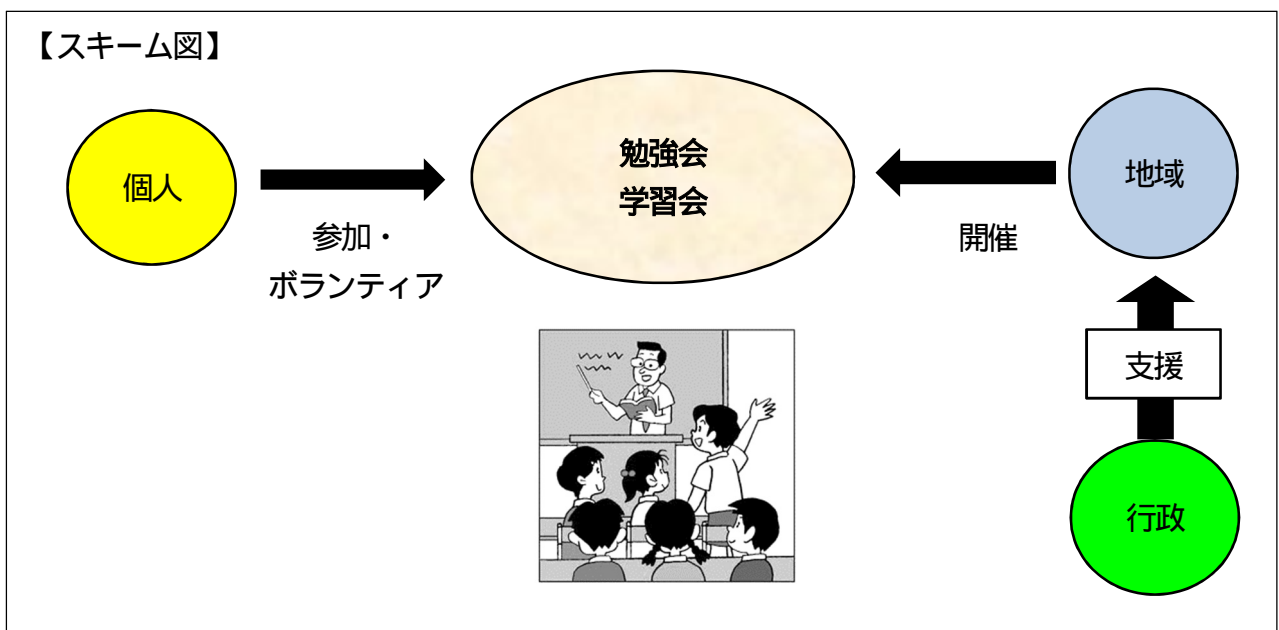 【スキーム図】
個人
参加・
ボランティア
勉強会
学習会
開催
地域
支援
行政